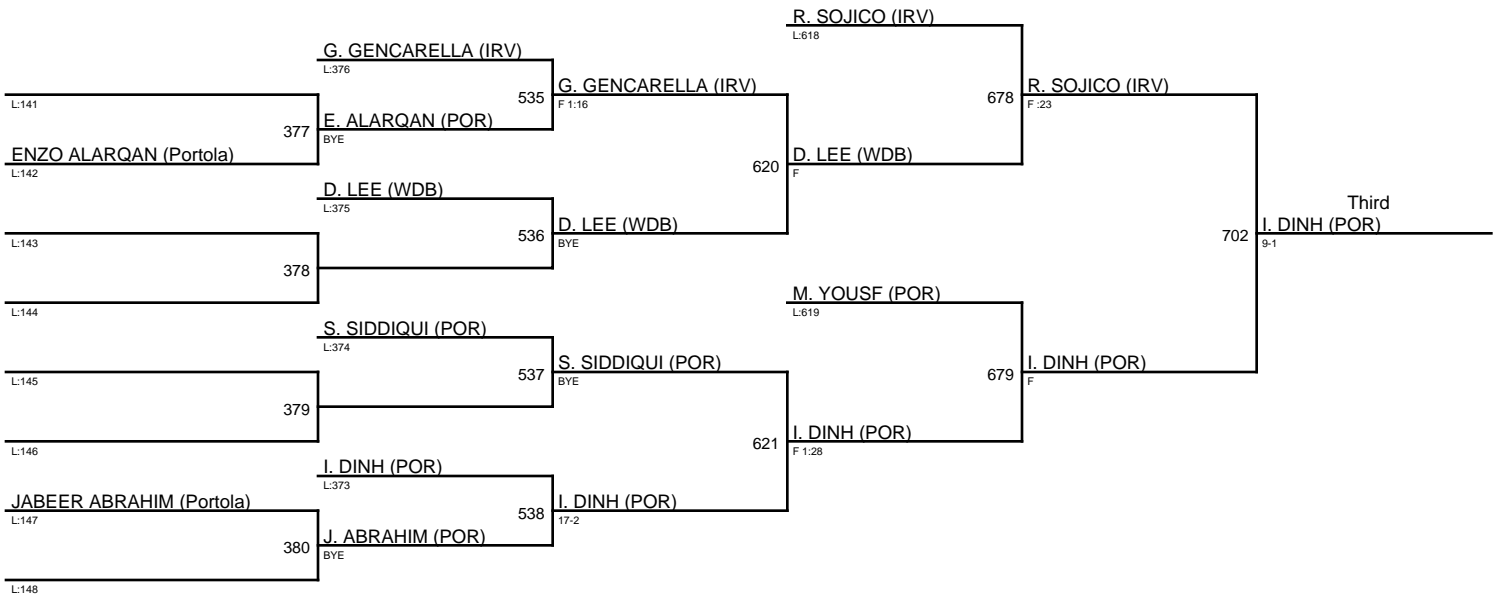 R. SOJICO (IRV)
L:618
G. GENCARELLA (IRV)
L:376
535
G. GENCARELLA (IRV)
F 1:16
678
R. SOJICO (IRV)
F :23
L:141
377
E. ALARQAN (POR)
BYE
ENZO ALARQAN (Portola)
L:142
620
D. LEE (WDB)
F
D. LEE (WDB)
L:375
536
D. LEE (WDB)
BYE
L:143
378
L:144
702
Third
I. DINH (POR)
9-1
M. YOUSF (POR)
L:619
S. SIDDIQUI (POR)
L:374
537
S. SIDDIQUI (POR)
BYE
679
I. DINH (POR)
F
L:145
379
L:146
621
I. DINH (POR)
F 1:28
I. DINH (POR)
L:373
538
I. DINH (POR)
17-2
JABEER ABRAHIM (Portola)
L:147
380
J. ABRAHIM (POR)
BYE
L:148